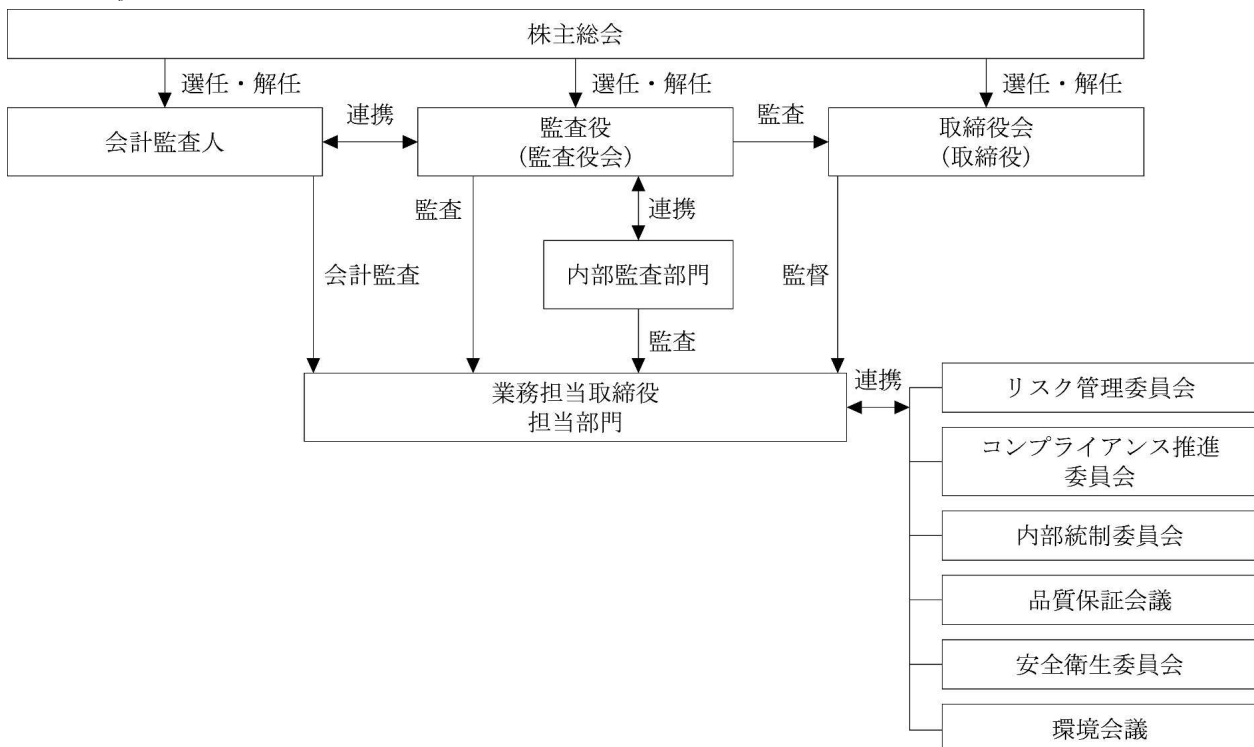 株主総会
選任・解任
選任・解任
選任・解任
会計監査人
連携
監査役
(監査役会)
監査
取締役会
(取締役)
監査
連携
会計監査
内部監査部門
監督
監査
業務担当取締役
担当部門
連携
リスク管理委員会
コンプライアンス推進
委員会
内部統制委員会
品質保証会議
安全衛生委員会
環境会議